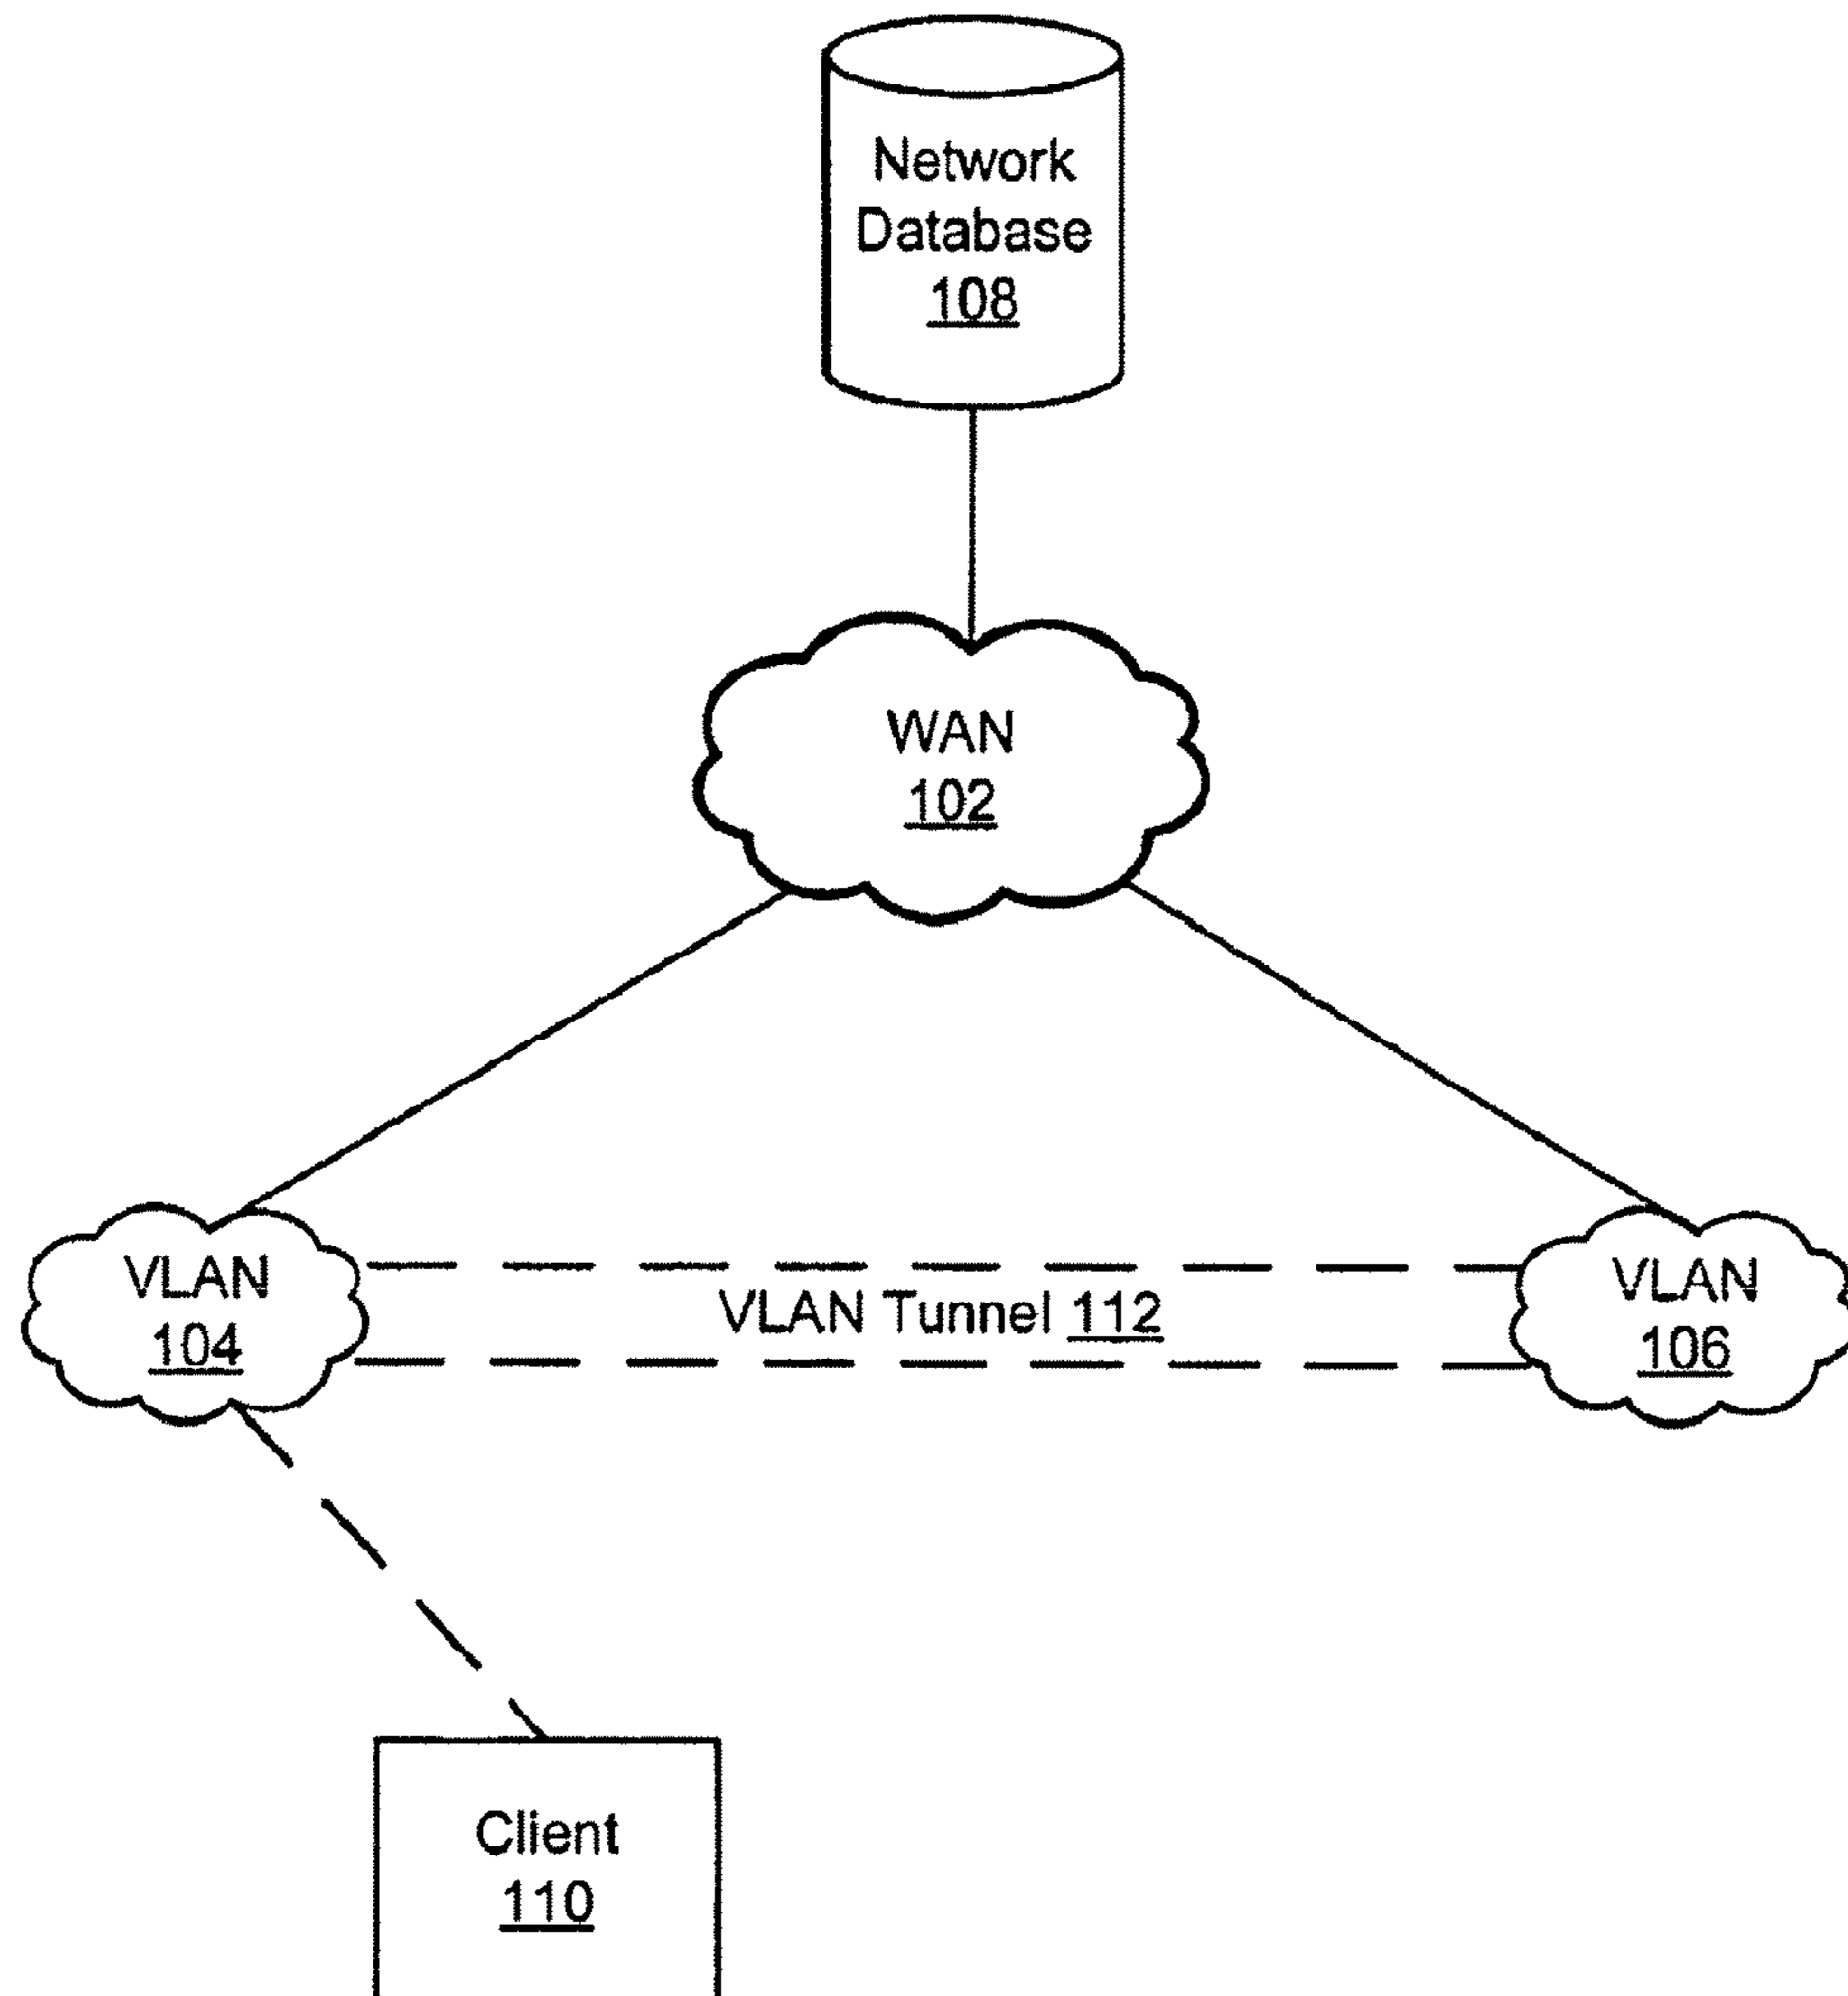 Network
Database
108
WAN
102
VLAN
104
VLAN Tunnel 112
VLAN
106
Client
110